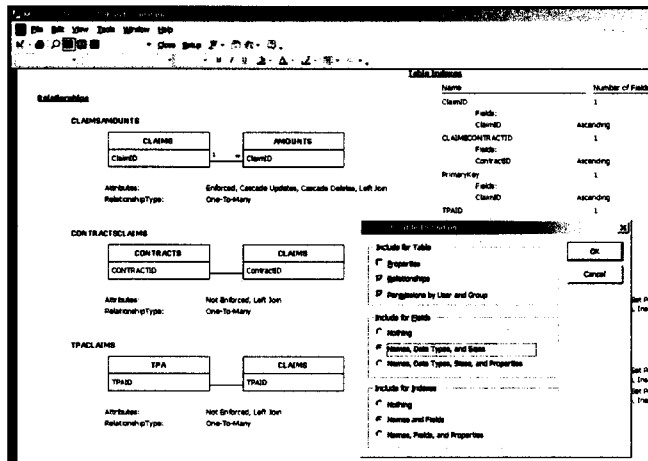 File Edit View Tools Window Help
Close Setup
Table Indexes
Name Number of Fields
ClaimID 1
Fields:
ClaimID Ascending
CLAIMSCONTRACTID 1
Fields:
ContractID Ascending
PrimaryKey 1
Fields:
ClaimID Ascending
TPAID 1
Relationships
CLAIMSAMOUNTS
CLAIMS AMOUNTS
ClaimID 1 ∞ ClaimID
Attributes: Enforced, Cascade Updates, Cascade Deletes, Left Join
RelationshipType: One-To-Many
CONTRACTSCLAIMS
CONTRACTS CLAIMS
CONTRACTID ContractID
Attributes: Not Enforced, Left Join
RelationshipType: One-To-Many
TPACLAIMS
TPA CLAIMS
TPAID TPAID
Attributes: Not Enforced, Left Join
RelationshipType: One-To-Many
Include for Table
Properties
Relationships
Permissions by User and Group
OK
Cancel
Include for Fields
Nothing
Names, Data Types, and Sizes
Names, Data Types, Sizes, and Properties
Include for Indexes
Nothing
Names and Fields
Names, Fields, and Properties